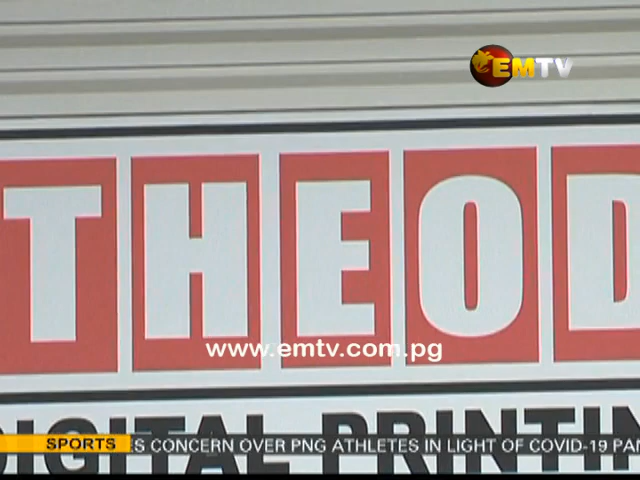 EMTV
THEOD
www.emtv.com.pg
DIGITAL PRINTIN
SPORTS ES CONCERN OVER PNG ATHLETES IN LIGHT OF COVID-19 PAN